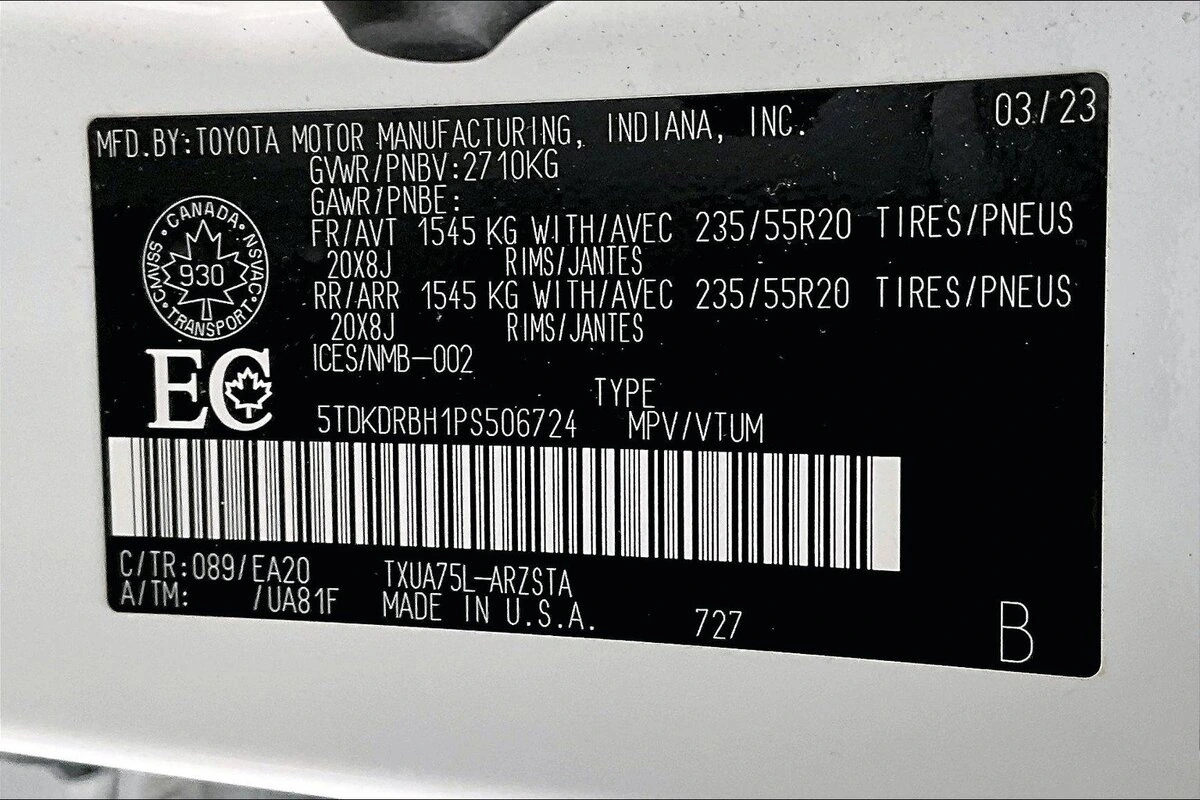 MFD.BY:TOYOTA MOTOR MANUFACTURING, INDIANA, INC. 03/23
GVWR/PNBV:2710KG
GAWR/PNBE:
FR/AVT 1545 KG WITH/AVEC 235/55R20 TIRES/PNEUS
20X8J RIMS/JANTES
RR/ARR 1545 KG WITH/AVEC 235/55R20 TIRES/PNEUS
20X8J RIMS/JANTES
ICES/NMB-002
CANADA
CMVSS 930 NSVAC
TRANSPORT
EC
TYPE
5TDKDRBH1PS506724 MPV/VTUM
C/TR:089/EA20 TXUA75L-ARZSTA
A/TM: /UA81F MADE IN U.S.A. 727
B